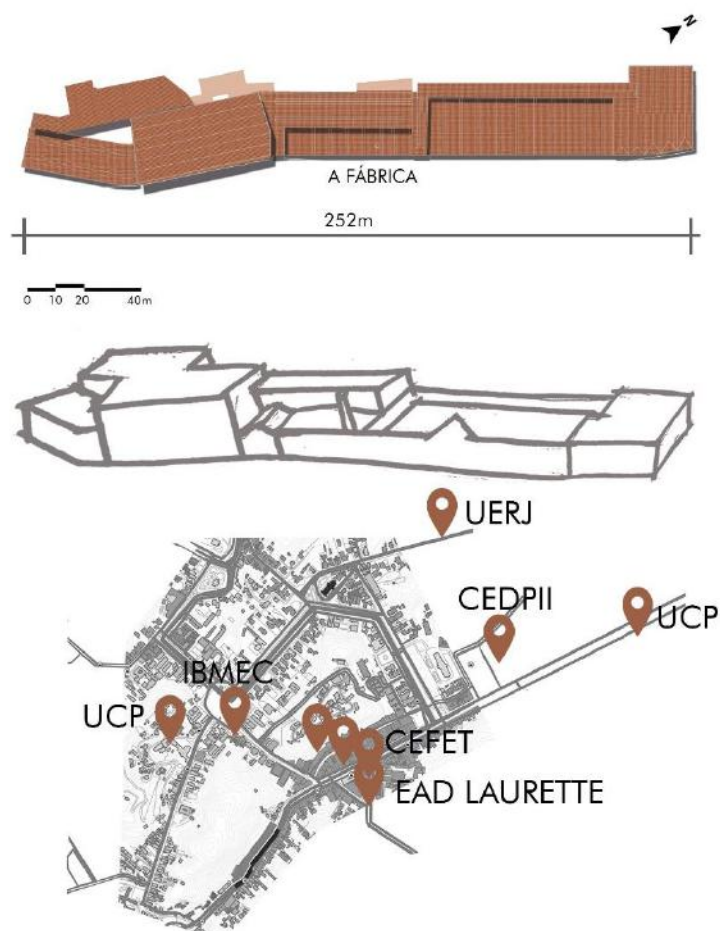 N
A FÁBRICA
252m
0 10 20 40m
UERJ
CEDPII
UCP
IBMEC
UCP
CEFET
EAD LAURETTE